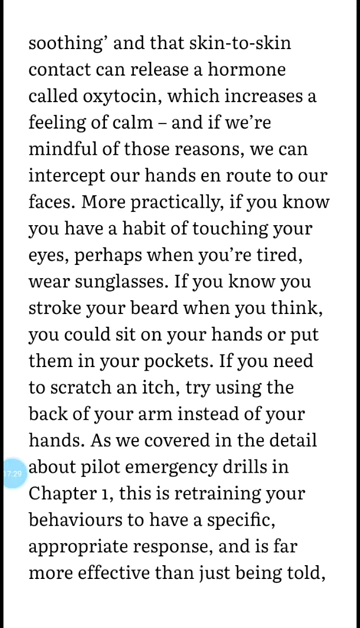 soothing’ and that skin-to-skin
contact can release a hormone
called oxytocin, which increases a
feeling of calm – and if we’re
mindful of those reasons, we can
intercept our hands en route to our
faces. More practically, if you know
you have a habit of touching your
eyes, perhaps when you’re tired,
wear sunglasses. If you know you
stroke your beard when you think,
you could sit on your hands or put
them in your pockets. If you need
to scratch an itch, try using the
back of your arm instead of your
hands. As we covered in the detail
17:29
about pilot emergency drills in
Chapter 1, this is retraining your
behaviours to have a specific,
appropriate response, and is far
more effective than just being told,